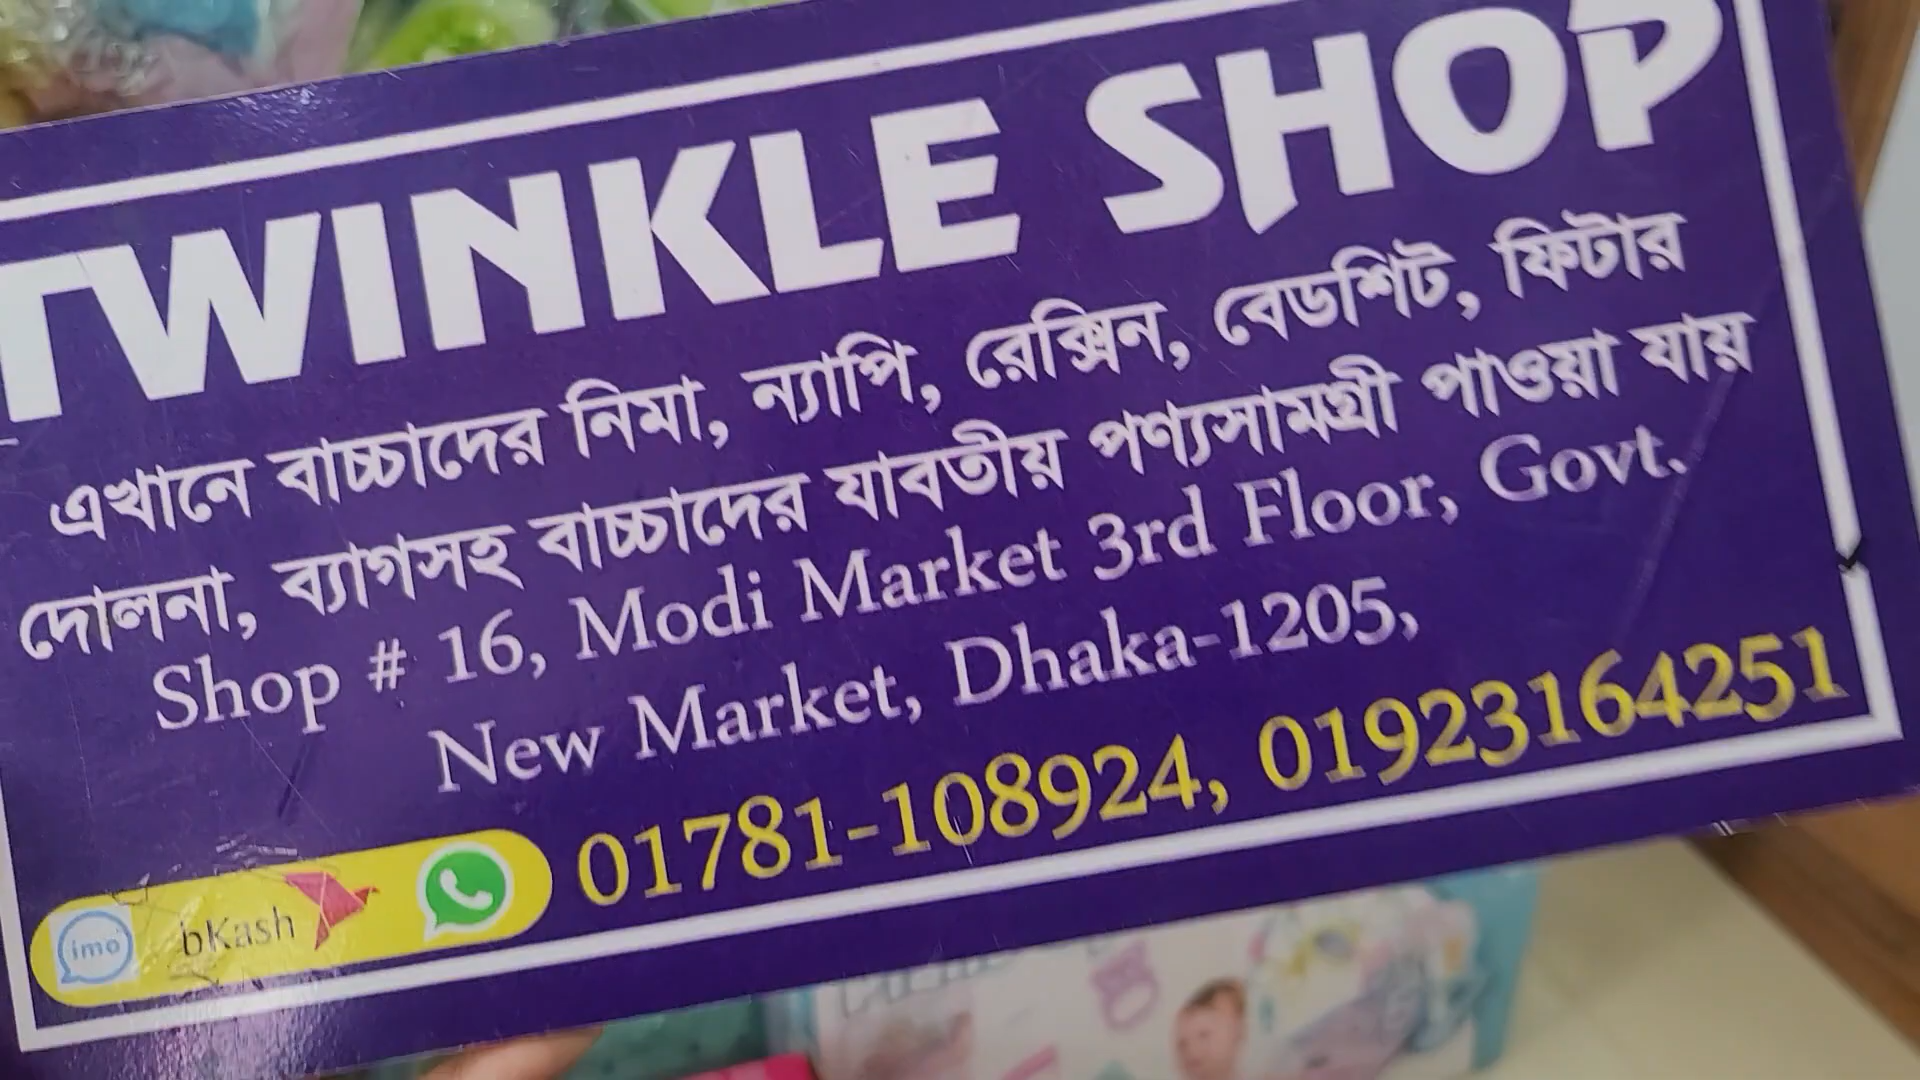 TWINKLE SHOP
এখানে বাচ্চাদের নিমা, ন্যাপি, রেক্সিন, বেডশিট, ফিটার
দোলনা, ব্যাগসহ বাচ্চাদের যাবতীয় পণ্যসামগ্রী পাওয়া যায়
Shop # 16, Modi Market 3rd Floor, Govt.
New Market, Dhaka-1205,
imo bKash 01781-108924, 01923164251